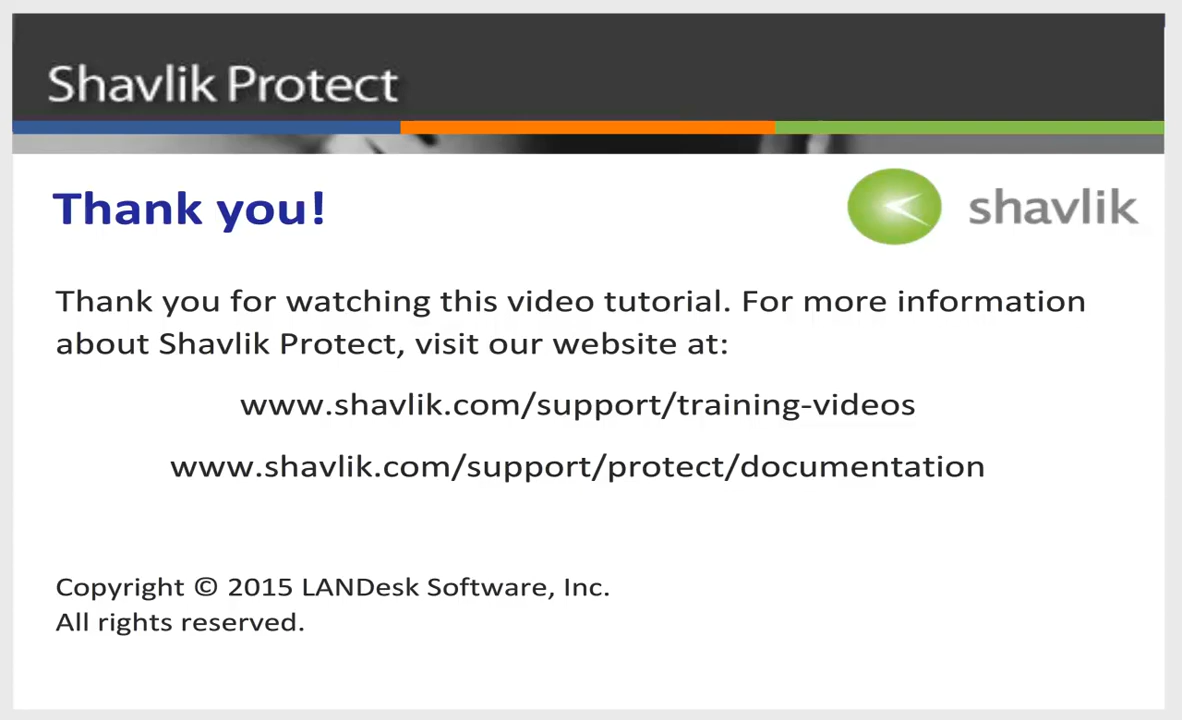 Shavlik Protect
Thank you!
shavlik
Thank you for watching this video tutorial. For more information
about Shavlik Protect, visit our website at:
www.shavlik.com/support/training-videos
www.shavlik.com/support/protect/documentation
Copyright © 2015 LANDesk Software, Inc.
All rights reserved.